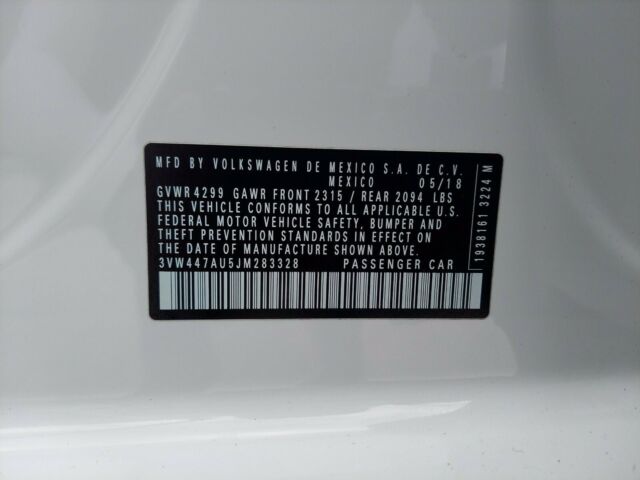 MFD BY VOLKSWAGEN DE MEXICO S.A. DE C.V.
MEXICO 05/18
GVWR 4299 GAWR FRONT 2315 / REAR 2094 LBS
THIS VEHICLE CONFORMS TO ALL APPLICABLE U.S.
FEDERAL MOTOR VEHICLE SAFETY, BUMPER AND
THEFT PREVENTION STANDARDS IN EFFECT ON
THE DATE OF MANUFACTURE SHOWN ABOVE.
3VW447AU5JM283328 PASSENGER CAR
1938161 3224 M